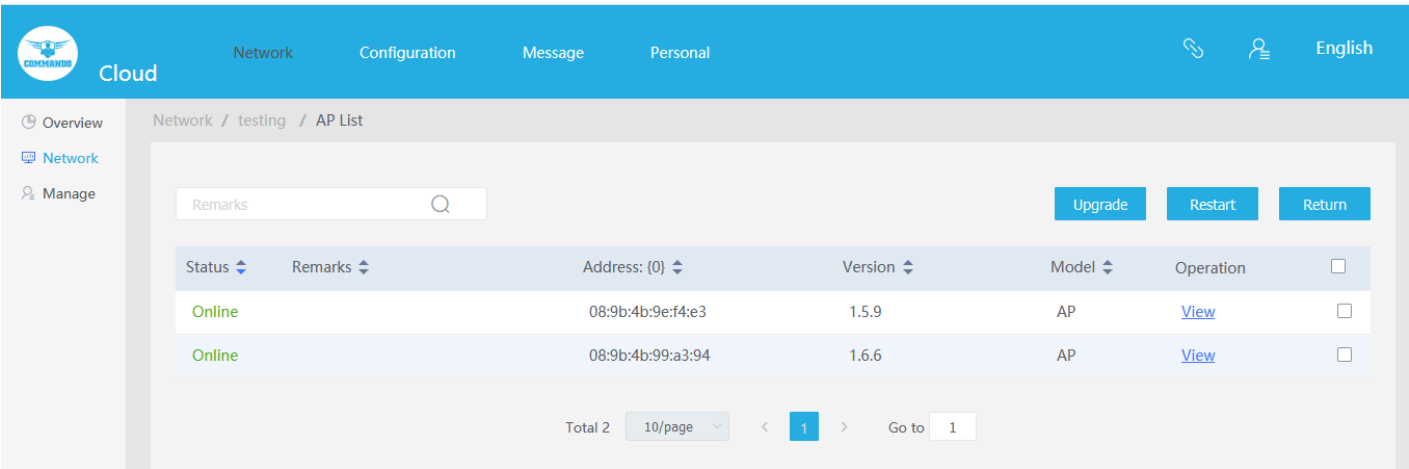 COMMANDO
Cloud
Network Configuration Message Personal English
Overview
Network
Manage
Network / testing / AP List
Remarks
Upgrade Restart Return
Status Remarks Address: {0} Version Model Operation
Online 08:9b:4b:9e:f4:e3 1.5.9 AP View
Online 08:9b:4b:99:a3:94 1.6.6 AP View
Total 2 10/page < 1 > Go to 1